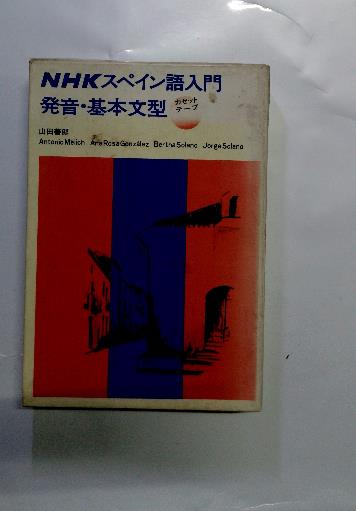 NHKスペイン語入門
発音・基本文型
カセット
テープ
山田善郎
Antonio Melich Ana Rosa González Bertha Solano Jorge Solano